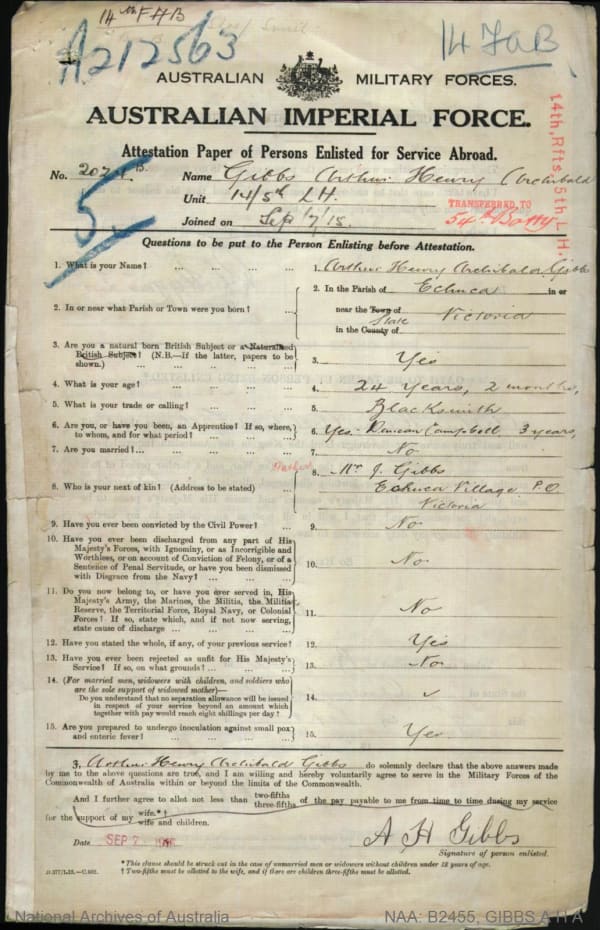 14th FAB
A212563
14 FAB
AUSTRALIAN MILITARY FORCES.
AUSTRALIAN IMPERIAL FORCE.
Attestation Paper of Persons Enlisted for Service Abroad.
14th, Rfts, 5th L.H.
No. Name Gibbs Arthur Henry Archibald
Unit 14/5th LH.
TRANSFERRED TO
5
Joined on Sep /7/15.
Questions to be put to the Person Enlisting before Attestation.
1. What is your Name? ... ... ... ... 1. Arthur Henry Archibald Gibbs
2. In or near what Parish or Town were you born? ... 2. In the Parish of Echuca in or
near the Town of
State Victoria
in the County of
3. Are you a natural born British Subject or a Naturalized British Subject? (N.B.—If the latter, papers to be shown.) ... ... ... ... 3. Yes
4. What is your age? ... ... ... ... 4. 24 years, 2 months,
5. What is your trade or calling? ... ... ... 5. Blacksmith
6. Are you, or have you been, an Apprentice? If so, where, to whom, and for what period? ... ... ... 6. Yes. Duncan Campbell. 3 years,
7. Are you married? ... ... ... ... 7. No
Father
8. Who is your next of kin? (Address to be stated) ... 8. Mr J. Gibbs
Echuca Village P.O.
Victoria
9. Have you ever been convicted by the Civil Power? ... 9. No
10. Have you ever been discharged from any part of His
Majesty's Forces, with Ignominy, or as Incorrigible and
Worthless, or on account of Conviction of Felony, or of a
Sentence of Penal Servitude, or have you been dismissed
with Disgrace from the Navy? ... ... ... 10. No
11. Do you now belong to, or have you ever served in, His
Majesty's Army, the Marines, the Militia, the Militia
Reserve, the Territorial Force, Royal Navy, or Colonial
Forces? If so, state which, and if not now serving,
state cause of discharge ... ... ... ... 11. No
12. Have you stated the whole, if any, of your previous service? 12. Yes
13. Have you ever been rejected as unfit for His Majesty's
Service? If so, on what grounds? ... ... 13. No
14. (For married men, widowers with children, and soldiers who
are the sole support of widowed mother)—
Do you understand that no separation allowance will be issued
in respect of your service beyond an amount which
together with pay would reach eight shillings per day? 14. ✓
15. Are you prepared to undergo inoculation against small pox
and enteric fever? ... ... ... ... 15. Yes
I, Arthur Henry Archibald Gibbs do solemnly declare that the above answers made
by me to the above questions are true, and I am willing and hereby voluntarily agree to serve in the Military Forces of the
Commonwealth of Australia within or beyond the limits of the Commonwealth.
And I further agree to allot not less than two-fifths three-fifths of the pay payable to me from time to time during my service
for the support of my wife.*† wife and children.
Date SEP 7 A H Gibbs
Signature of person enlisted.
* This clause should be struck out in the case of unmarried men or widowers without children under 18 years of age.
† Two-fifths must be allotted to the wife, and if there are children three-fifths must be allotted.
National Archives of Australia NAA: B2455, GIBBS A H A